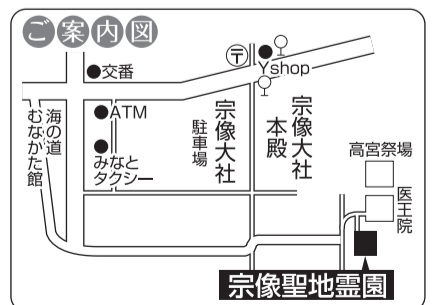 ご案内図
〒
Yshop
交番
ATM
みなと
タクシー
海の道
むなかた館
宗像大社
駐車場
宗像大社
本殿
高宮祭場
医王院
宗像聖地霊園